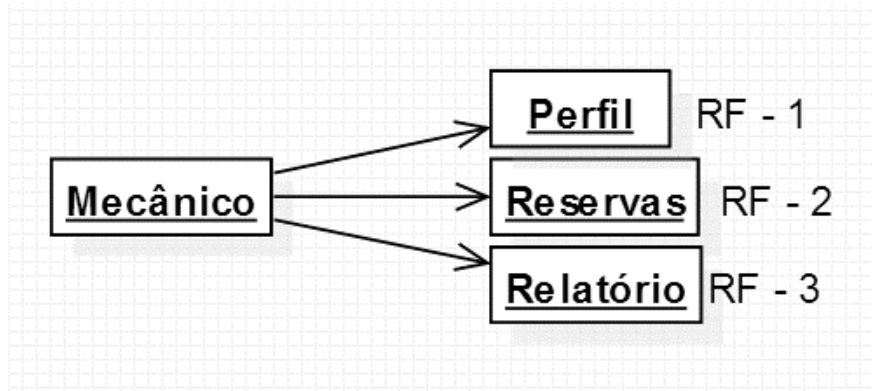 Perfil RF - 1
Mecânico
Reservas RF - 2
Relatório RF - 3